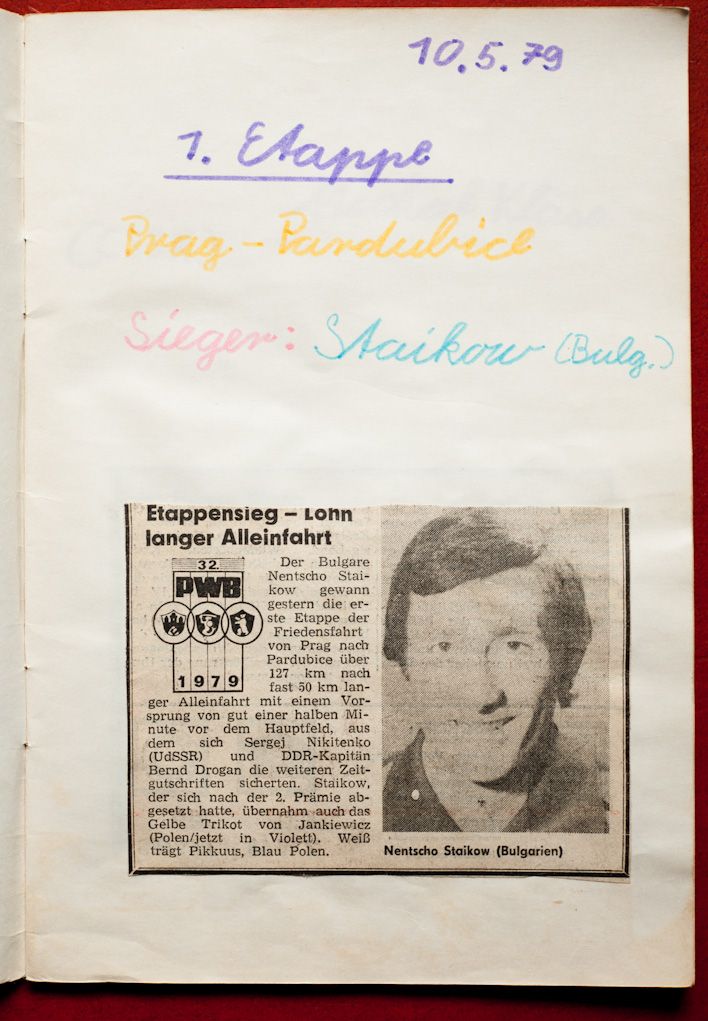 10.5.79
1. Etappe
Prag - Pardubice
Sieger: Staikow (Bulg.)
Etappensieg – Lohn
langer Alleinfahrt
32.
PWB
1979
Der Bulgare
Nentscho Stai-
kow gewann
gestern die er-
ste Etappe der
Friedensfahrt
von Prag nach
Pardubice über
127 km nach
fast 50 km lan-
ger Alleinfahrt mit einem Vor-
sprung von gut einer halben Mi-
nute vor dem Hauptfeld, aus
dem sich Sergej Nikitenko
(UdSSR) und DDR-Kapitän
Bernd Drogan die weiteren Zeit-
gutschriften sicherten. Staikow,
der sich nach der 2. Prämie ab-
gesetzt hatte, übernahm auch das
Gelbe Trikot von Jankiewicz
(Polen/jetzt in Violett). Weiß
trägt Pikkuus, Blau Polen.
Nentscho Staikow (Bulgarien)